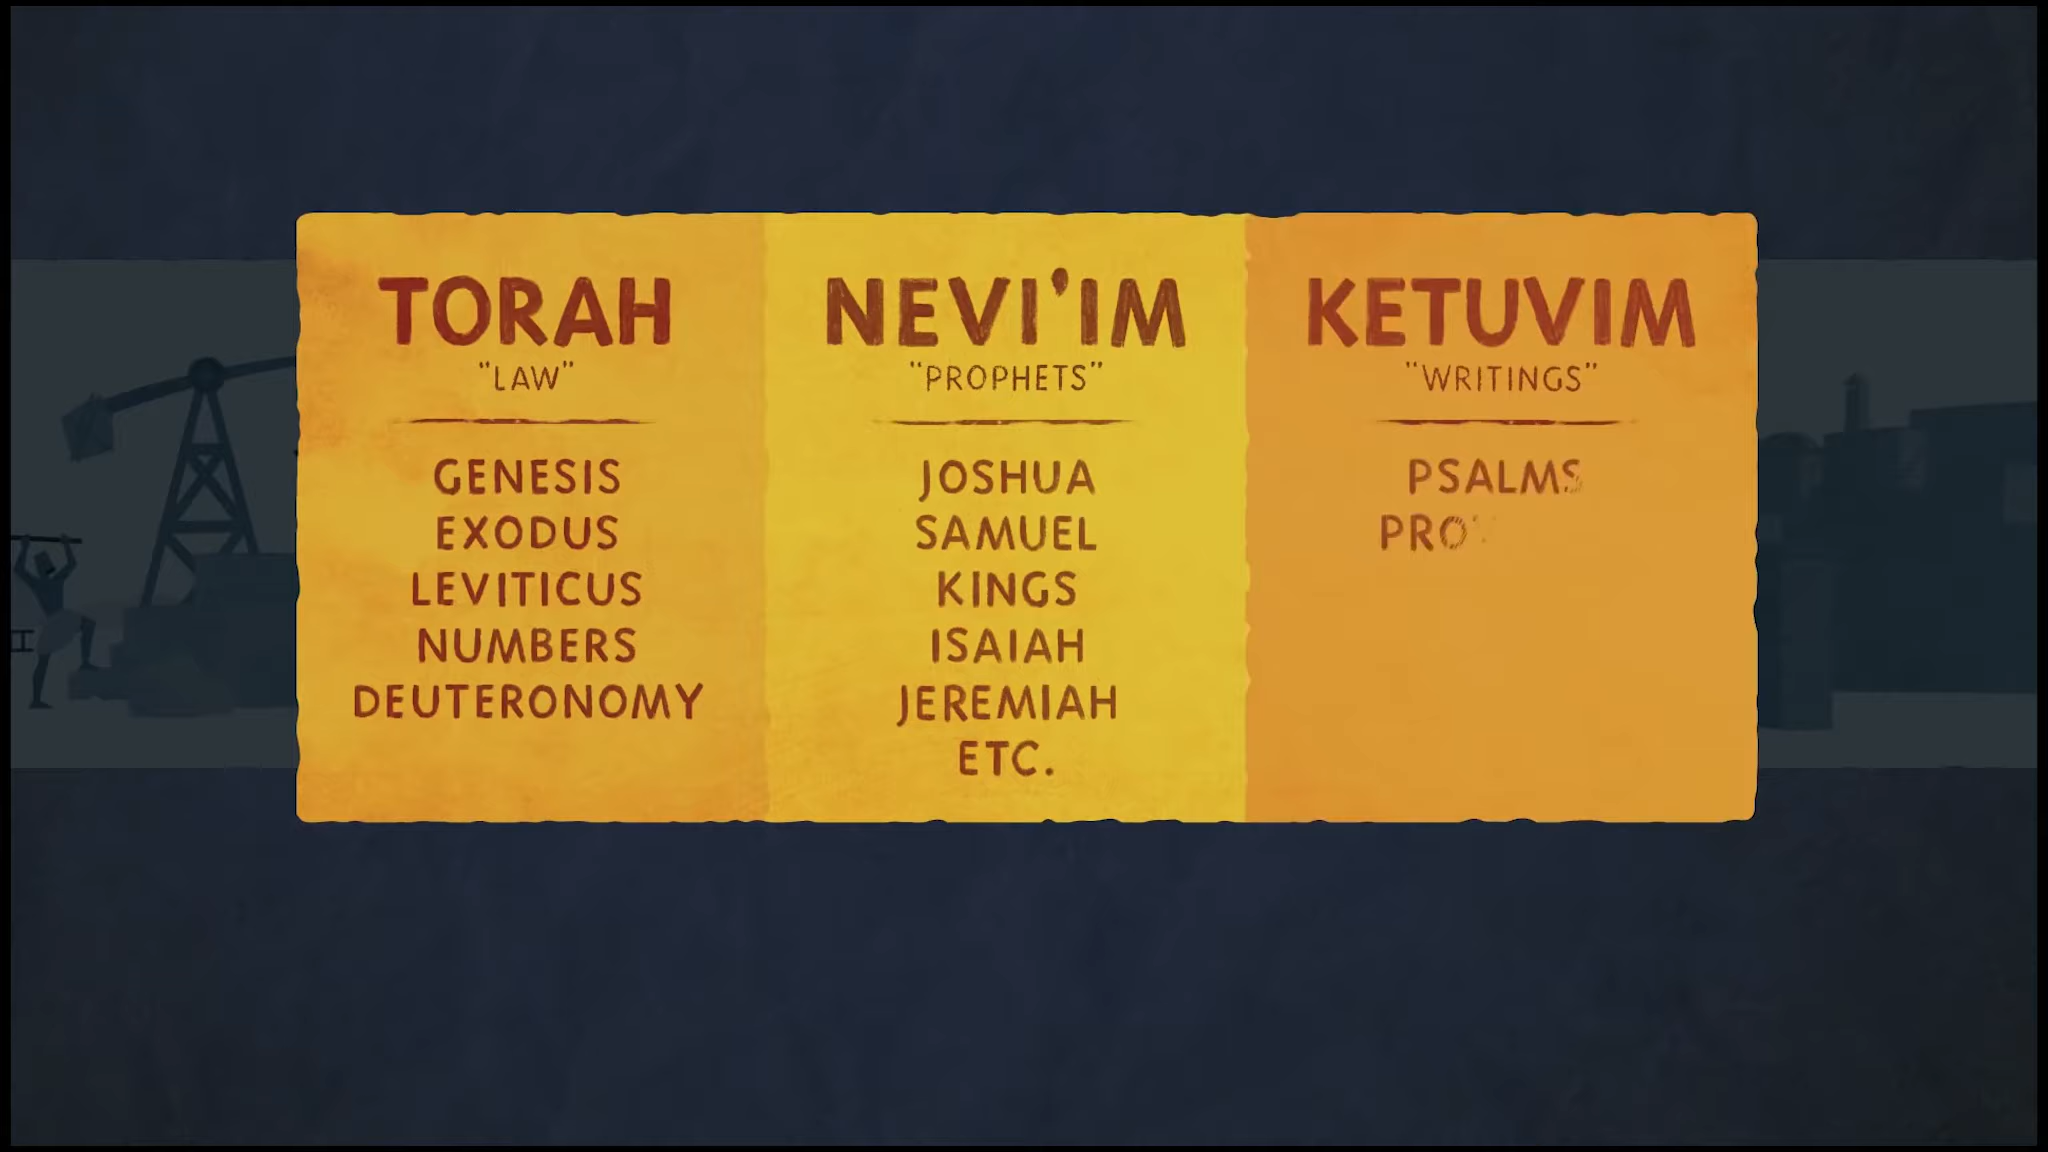 TORAH
"LAW"
GENESIS
EXODUS
LEVITICUS
NUMBERS
DEUTERONOMY
NEVI'IM
"PROPHETS"
JOSHUA
SAMUEL
KINGS
ISAIAH
JEREMIAH
ETC.
KETUVIM
"WRITINGS"
PSALMS